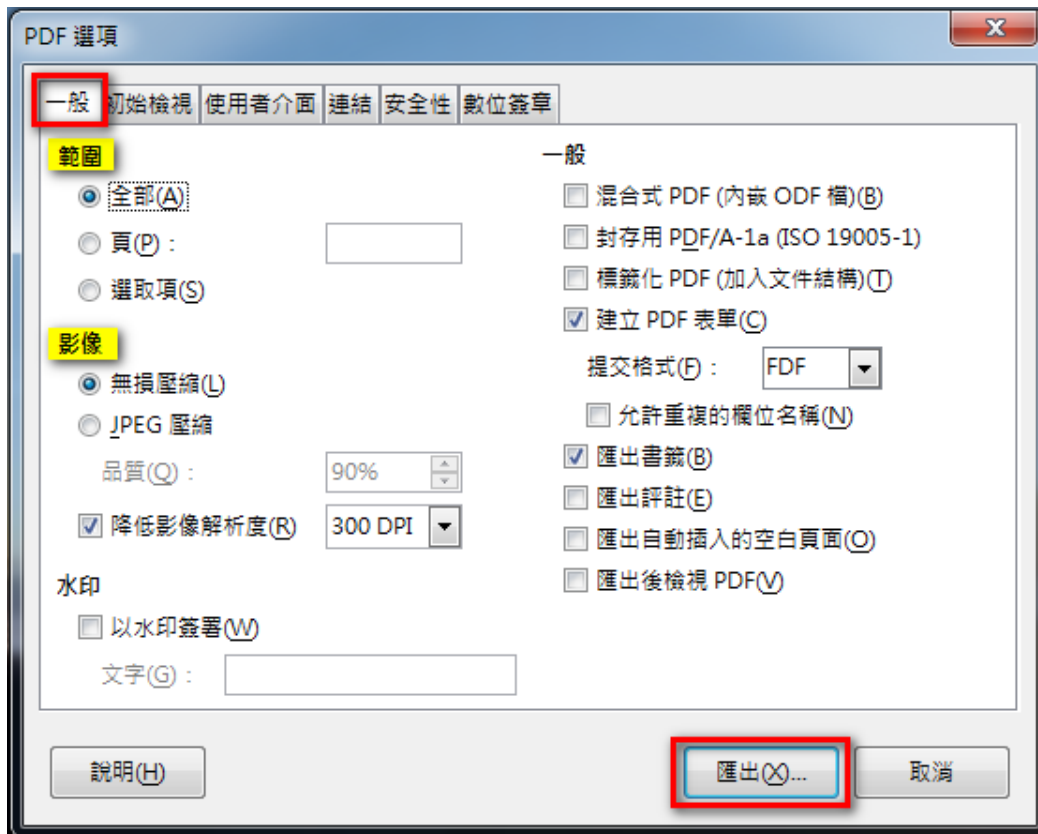 PDF 選項
一般 初始檢視 使用者介面 連結 安全性 數位簽章
範圍
全部(A)
頁(P)：
選取項(S)
影像
無損壓縮(L)
JPEG 壓縮
品質(Q)： 90%
降低影像解析度(R) 300 DPI
水印
以水印簽署(W)
文字(G)：
一般
混合式 PDF (內嵌 ODF 檔)(B)
封存用 PDF/A-1a (ISO 19005-1)
標籤化 PDF (加入文件結構)(T)
建立 PDF 表單(C)
提交格式(F)： FDF
允許重複的欄位名稱(N)
匯出書籤(B)
匯出評註(E)
匯出自動插入的空白頁面(O)
匯出後檢視 PDF(V)
說明(H) 匯出(X)... 取消